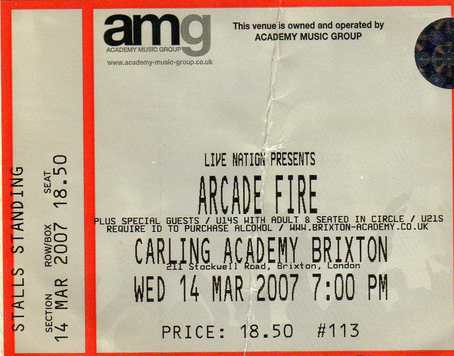 amg
ACADEMY MUSIC GROUP
www.academy-music-group.co.uk
This venue is owned and operated by
ACADEMY MUSIC GROUP
LIVE NATION PRESENTS
ARCADE FIRE
PLUS SPECIAL GUESTS / U14S WITH ADULT & SEATED IN CIRCLE / U21S
REQUIRE ID TO PURCHASE ALCOHOL / WWW.BRIXTON-ACADEMY.CO.UK
CARLING ACADEMY BRIXTON
211 Stockwell Road, Brixton, London
WED 14 MAR 2007 7:00 PM
PRICE: 18.50 #113
STALLS STANDING
SECTION ROW/BOX SEAT
14 MAR 2007 18.50